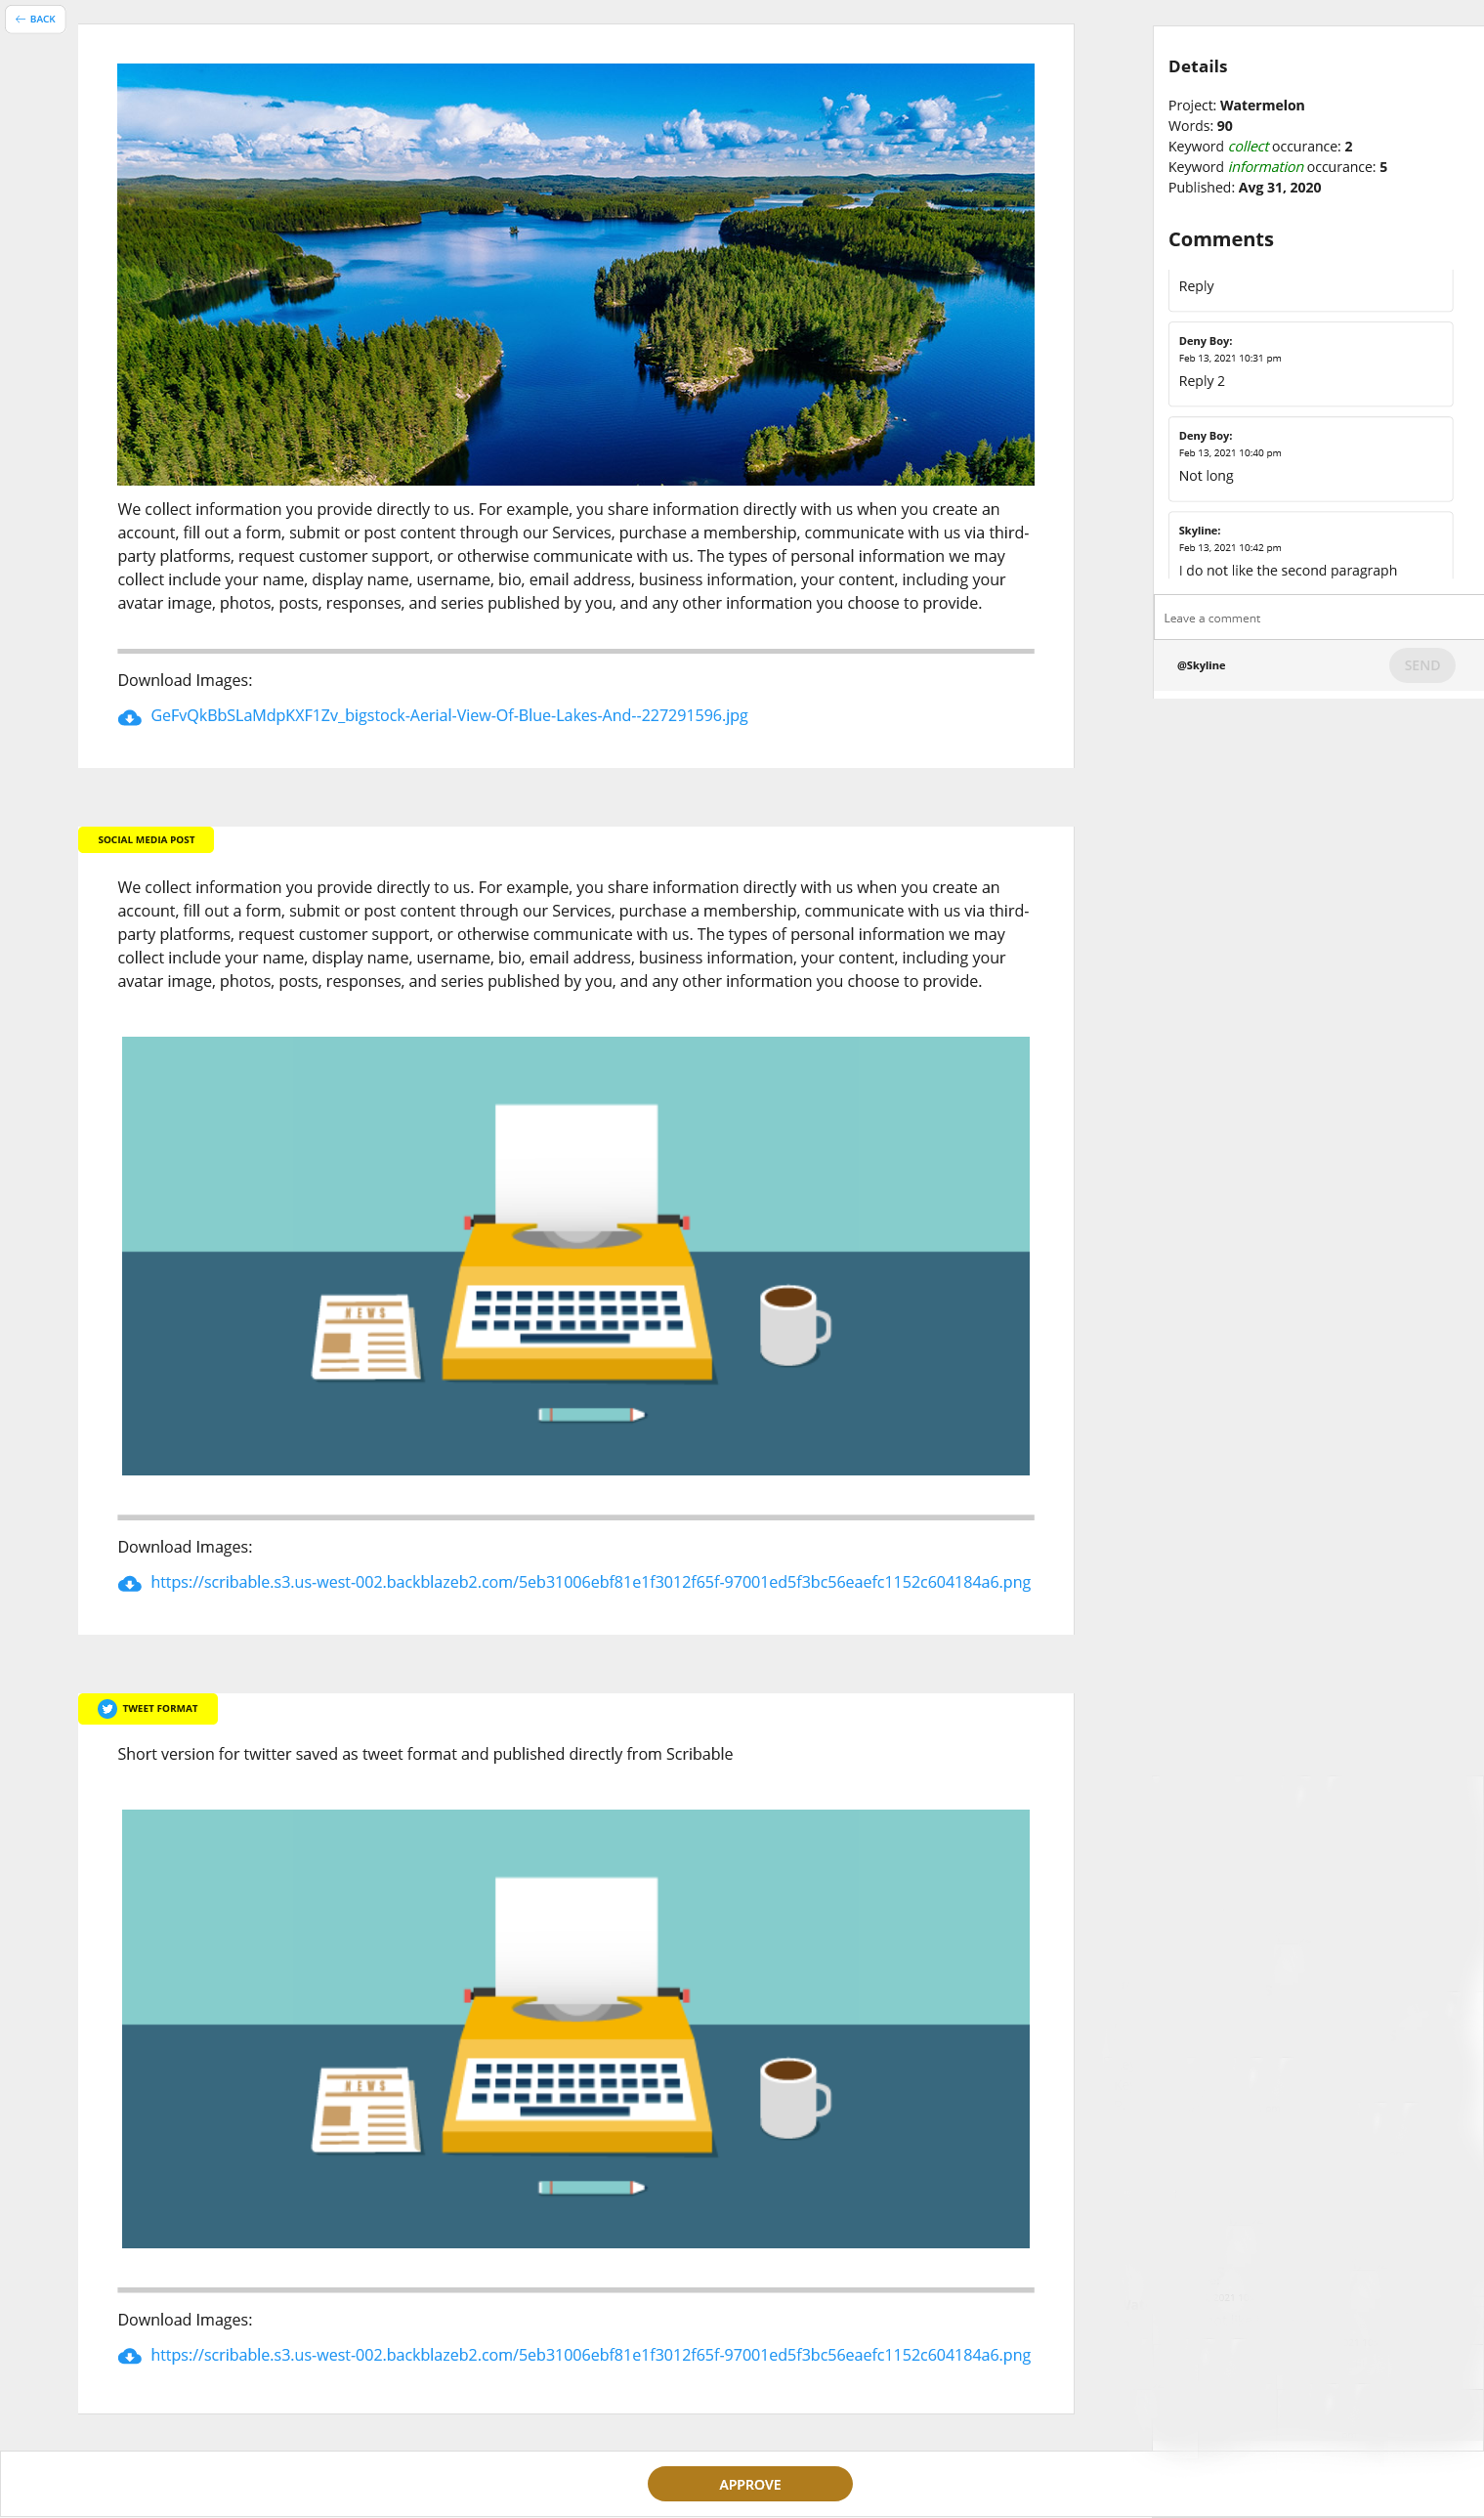 BACK
We collect information you provide directly to us. For example, you share information directly with us when you create an
account, fill out a form, submit or post content through our Services, purchase a membership, communicate with us via third-
party platforms, request customer support, or otherwise communicate with us. The types of personal information we may
collect include your name, display name, username, bio, email address, business information, your content, including your
avatar image, photos, posts, responses, and series published by you, and any other information you choose to provide.
Download Images:
GeFvQkBbSLaMdpKXF1Zv_bigstock-Aerial-View-Of-Blue-Lakes-And--227291596.jpg
Details
Project: Watermelon
Words: 90
Keyword collect occurance: 2
Keyword information occurance: 5
Published: Avg 31, 2020
Comments
Reply
Deny Boy:
Feb 13, 2021 10:31 pm
Reply 2
Deny Boy:
Feb 13, 2021 10:40 pm
Not long
Skyline:
Feb 13, 2021 10:42 pm
I do not like the second paragraph
Leave a comment
@Skyline
SEND
SOCIAL MEDIA POST
We collect information you provide directly to us. For example, you share information directly with us when you create an
account, fill out a form, submit or post content through our Services, purchase a membership, communicate with us via third-
party platforms, request customer support, or otherwise communicate with us. The types of personal information we may
collect include your name, display name, username, bio, email address, business information, your content, including your
avatar image, photos, posts, responses, and series published by you, and any other information you choose to provide.
NEWS
Download Images:
https://scribable.s3.us-west-002.backblazeb2.com/5eb31006ebf81e1f3012f65f-97001ed5f3bc56eaefc1152c604184a6.png
TWEET FORMAT
Short version for twitter saved as tweet format and published directly from Scribable
NEWS
Download Images:
https://scribable.s3.us-west-002.backblazeb2.com/5eb31006ebf81e1f3012f65f-97001ed5f3bc56eaefc1152c604184a6.png
APPROVE